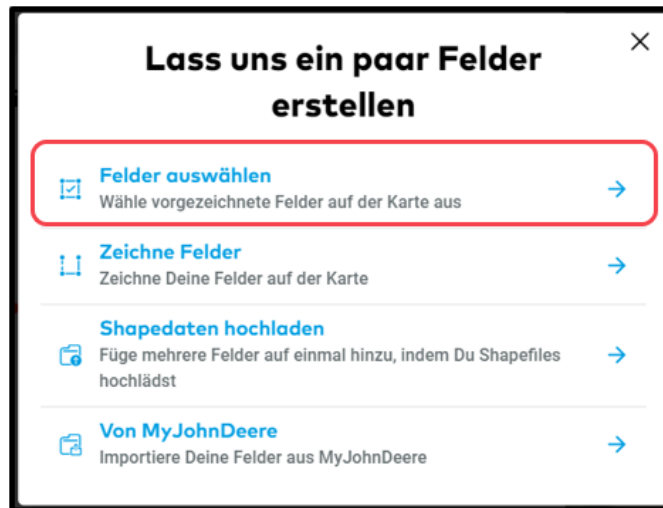 Lass uns ein paar Felder
erstellen
Felder auswählen
Wähle vorgezeichnete Felder auf der Karte aus
Zeichne Felder
Zeichne Deine Felder auf der Karte
Shapedaten hochladen
Füge mehrere Felder auf einmal hinzu, indem Du Shapefiles
hochlädst
Von MyJohnDeere
Importiere Deine Felder aus MyJohnDeere